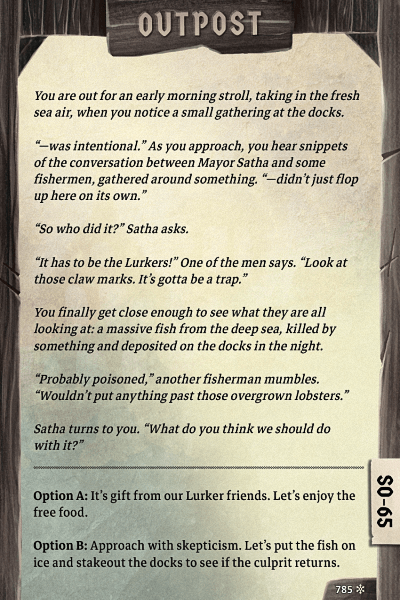 OUTPOST
You are out for an early morning stroll, taking in the fresh
sea air, when you notice a small gathering at the docks.
“—was intentional.” As you approach, you hear snippets
of the conversation between Mayor Satha and some
fishermen, gathered around something. “—didn’t just flop
up here on its own.”
“So who did it?” Satha asks.
“It has to be the Lurkers!” One of the men says. “Look at
those claw marks. It’s gotta be a trap.”
You finally get close enough to see what they are all
looking at: a massive fish from the deep sea, killed by
something and deposited on the docks in the night.
“Probably poisoned,” another fisherman mumbles.
“Wouldn’t put anything past those overgrown lobsters.”
Satha turns to you. “What do you think we should do
with it?”
Option A: It’s gift from our Lurker friends. Let’s enjoy the
free food.
Option B: Approach with skepticism. Let’s put the fish on
ice and stakeout the docks to see if the culprit returns.
SO-65
785